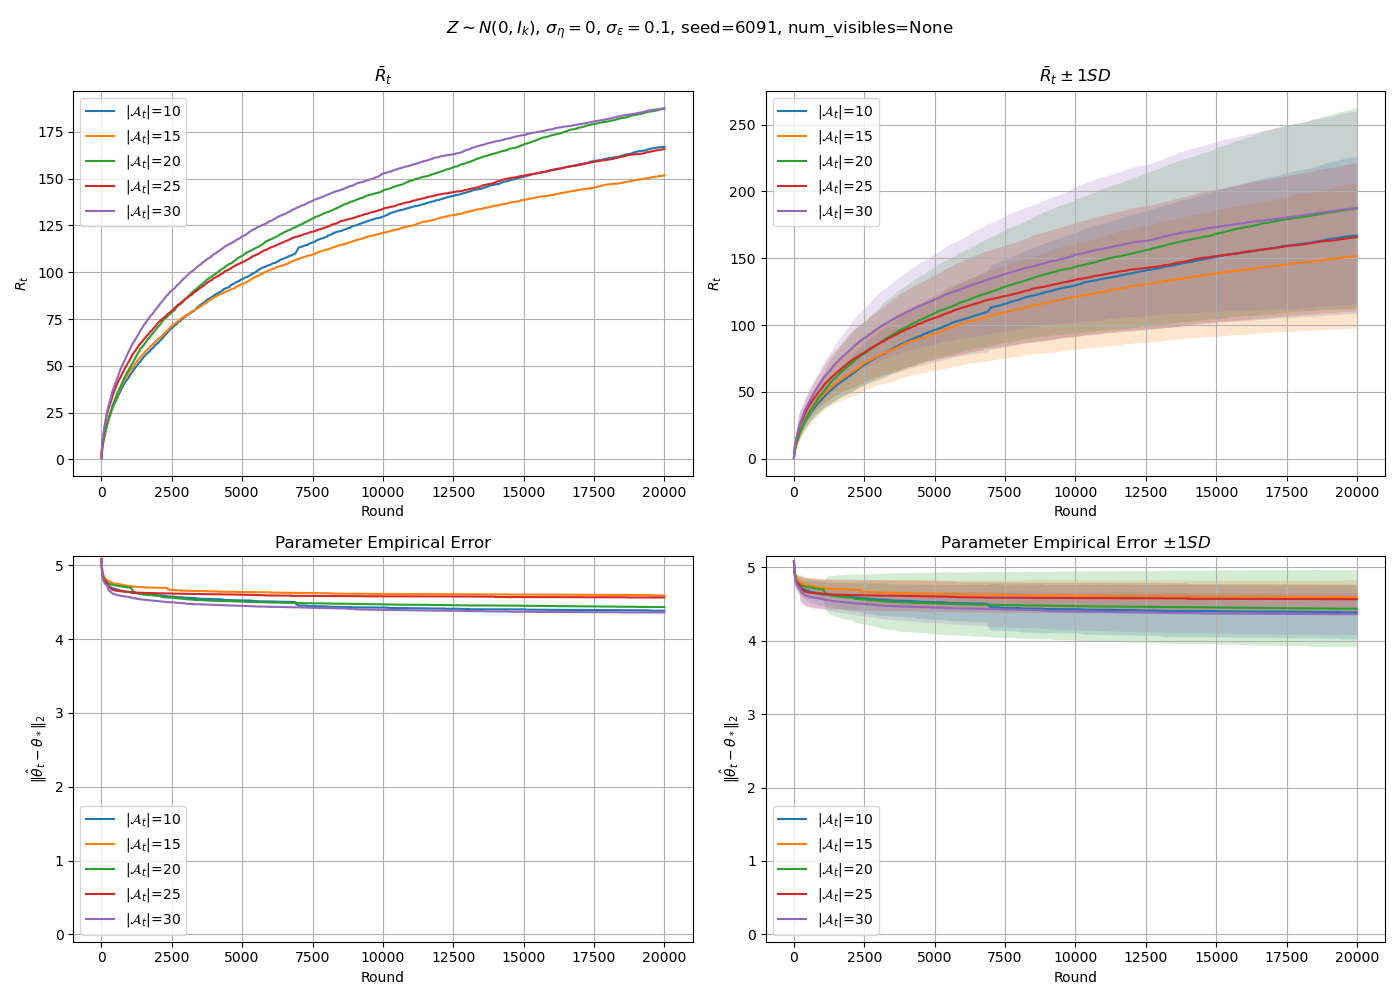 Z ∼ N(0, I_k), σ_η = 0, σ_ε = 0.1, seed=6091, num_visibles=None
R̄_t
R_t
175
150
125
100
75
50
25
0
|𝒜_t|=10
|𝒜_t|=15
|𝒜_t|=20
|𝒜_t|=25
|𝒜_t|=30
0 2500 5000 7500 10000 12500 15000 17500 20000
Round
R̄_t ± 1SD
R_t
250
200
150
100
50
0
|𝒜_t|=10
|𝒜_t|=15
|𝒜_t|=20
|𝒜_t|=25
|𝒜_t|=30
0 2500 5000 7500 10000 12500 15000 17500 20000
Round
Parameter Empirical Error
‖θ̂_t − θ_*‖_2
5
4
3
2
1
0
|𝒜_t|=10
|𝒜_t|=15
|𝒜_t|=20
|𝒜_t|=25
|𝒜_t|=30
0 2500 5000 7500 10000 12500 15000 17500 20000
Round
Parameter Empirical Error ±1SD
‖θ̂_t − θ_*‖_2
5
4
3
2
1
0
|𝒜_t|=10
|𝒜_t|=15
|𝒜_t|=20
|𝒜_t|=25
|𝒜_t|=30
0 2500 5000 7500 10000 12500 15000 17500 20000
Round